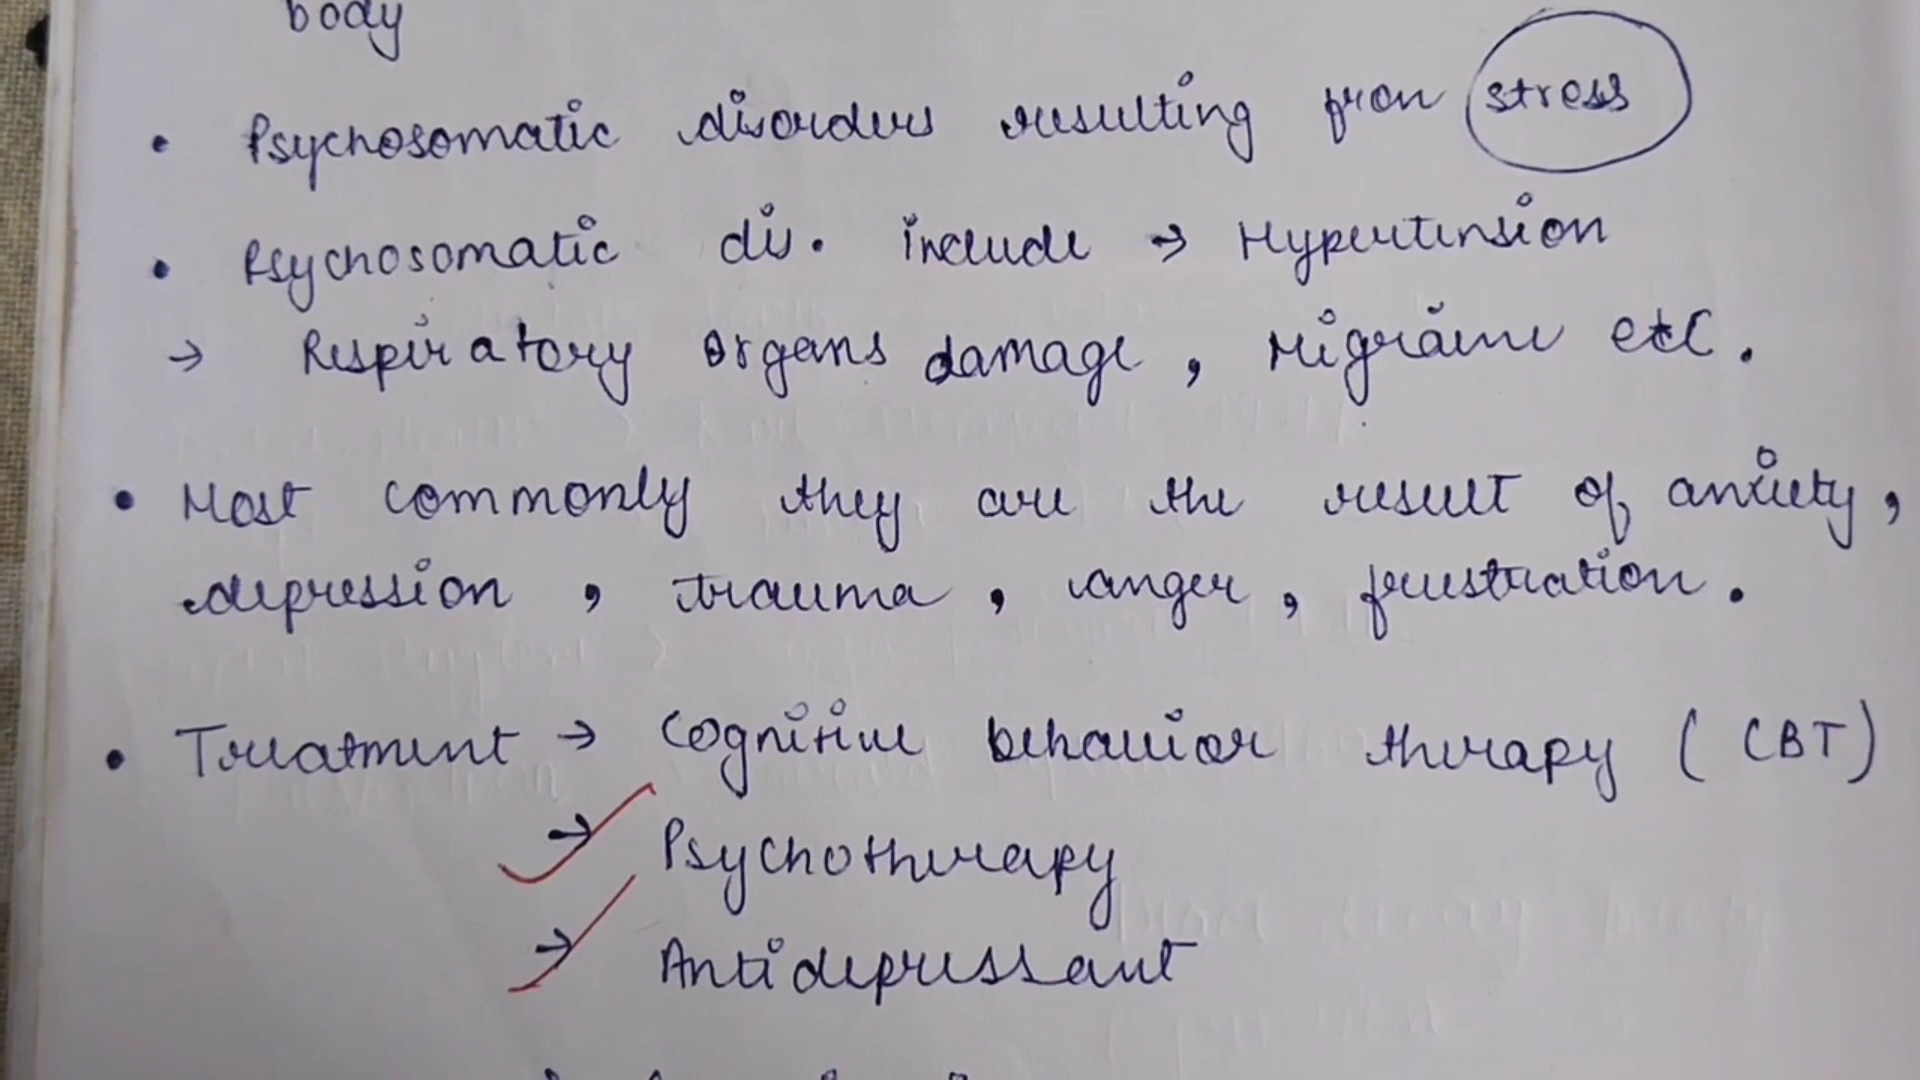 body
• Psychosomatic disorders resulting from stress
• Psychosomatic dis. include → Hypertension
→ Respiratory organs damage , Migraine etc .
• Most commonly they are the result of anxiety ,
depression , trauma , anger , frustration .
• Treatment → Cognitive behavior therapy ( CBT )
→ Psychotherapy
→ Antidepressant